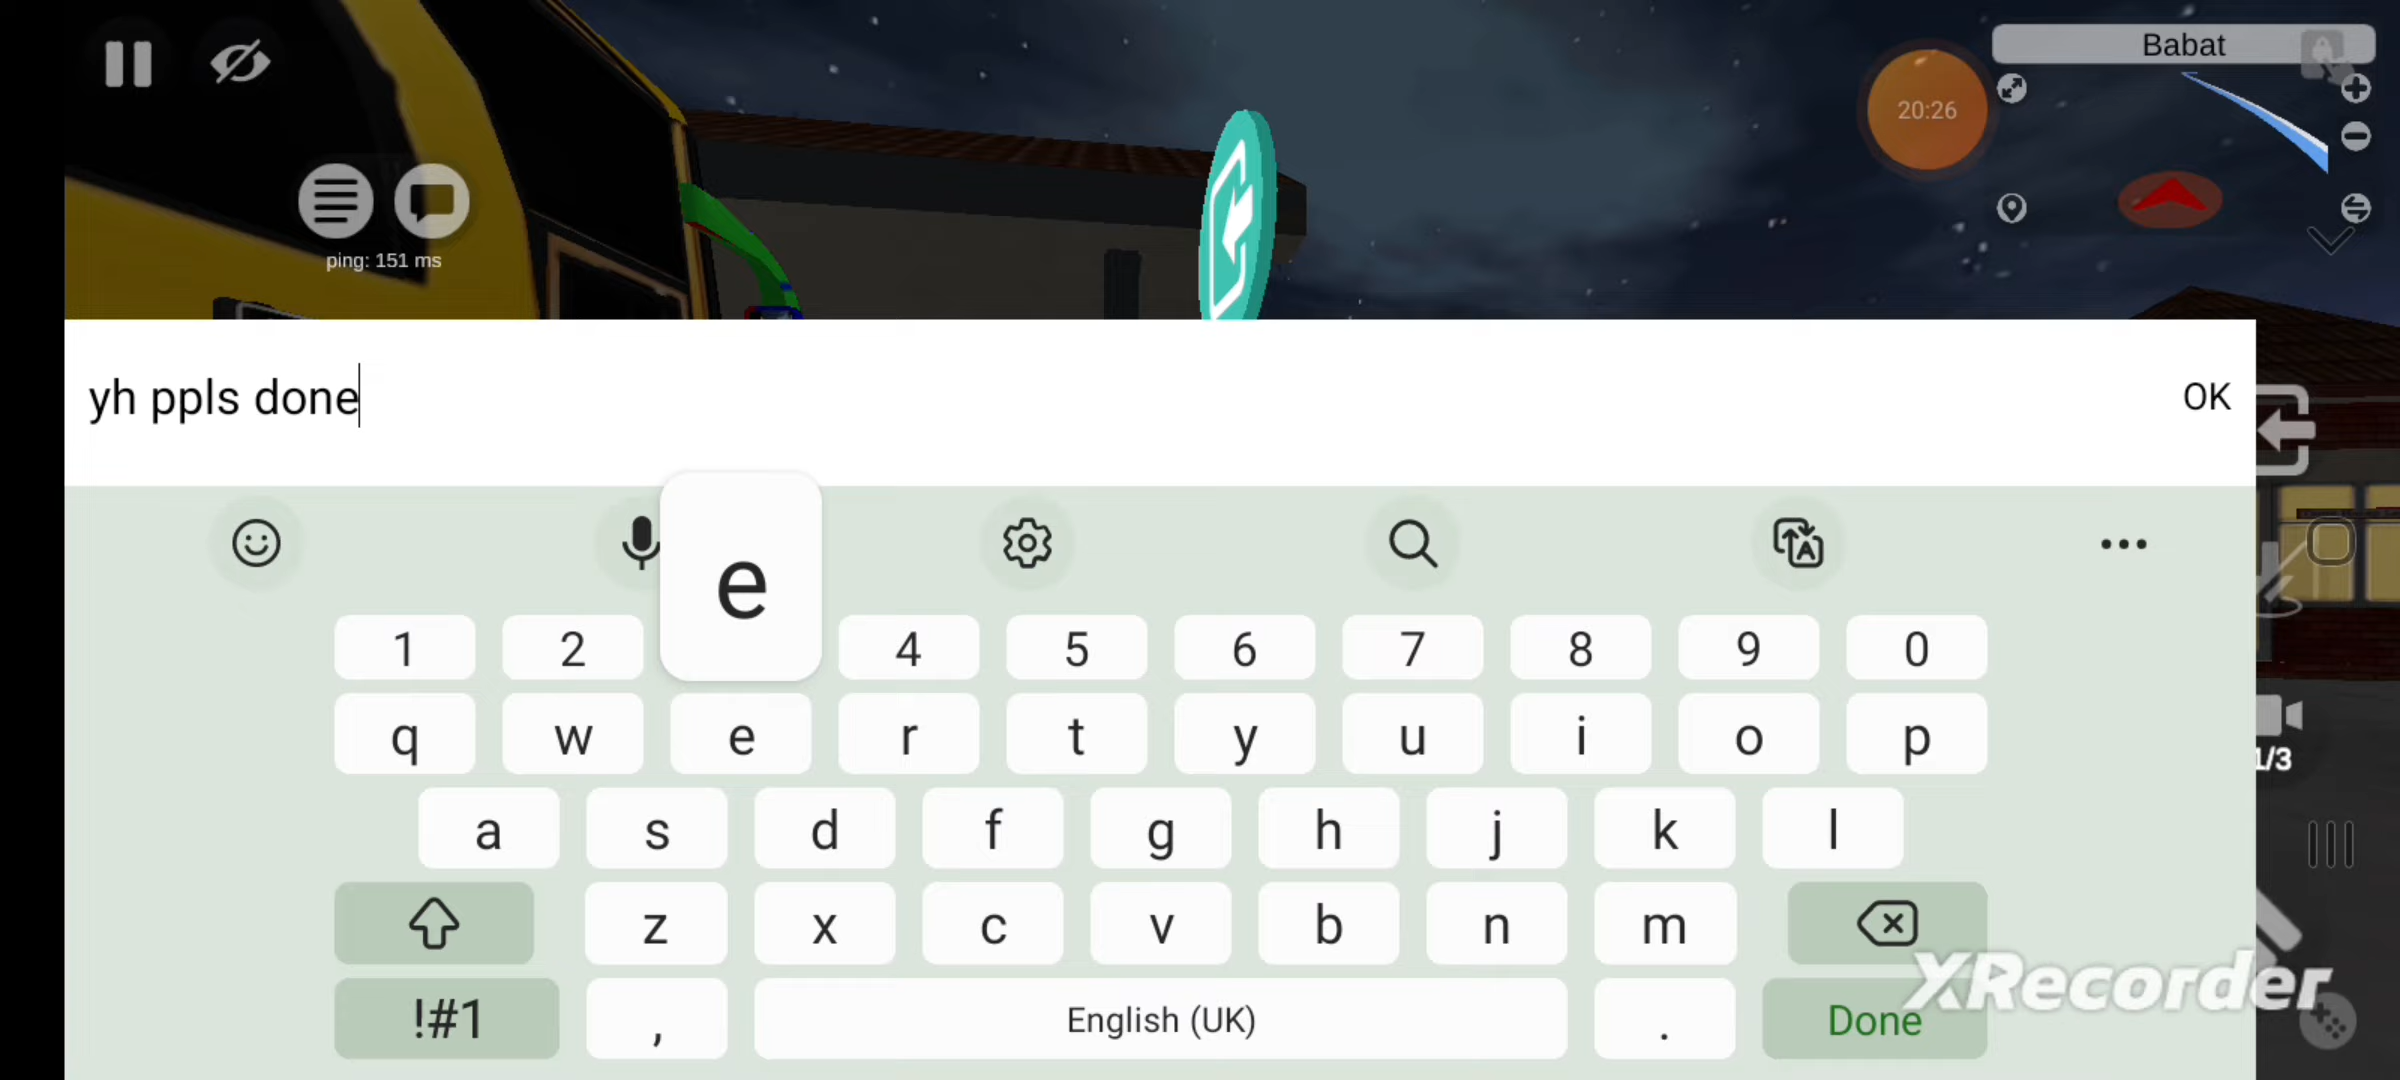 Babat
20:26
ping: 151 ms
yh ppls done
OK
e
1 2 4 5 6 7 8 9 0
q w e r t y u i o p
1/3
a s d f g h j k l
z x c v b n m
XRecorder
!#1 , English (UK) . Done